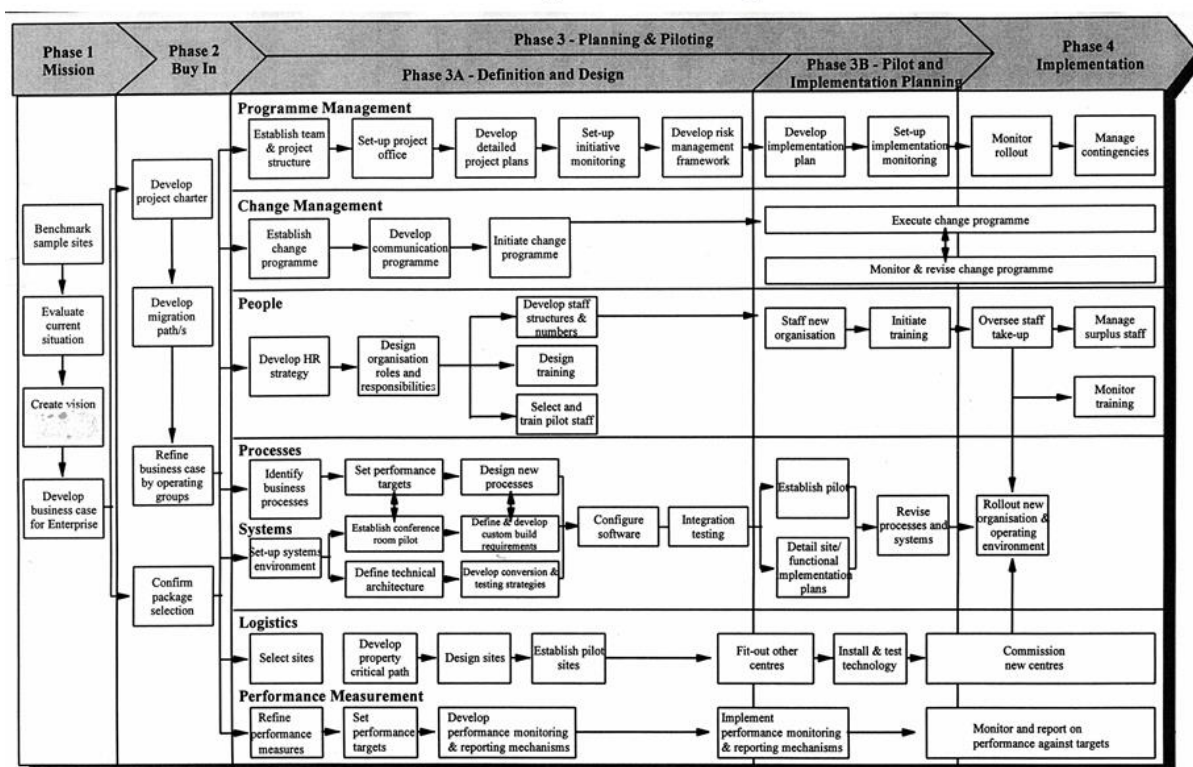 Phase 1
Mission
Phase 2
Buy In
Phase 3 - Planning & Piloting
Phase 3A - Definition and Design
Phase 3B - Pilot and
Implementation Planning
Phase 4
Implementation
Benchmark
sample sites
Evaluate
current
situation
Create vision
Develop
business case
for Enterprise
Develop
project charter
Develop
migration
path/s
Refine
business case
by operating
groups
Confirm
package
selection
Programme Management
Establish team
& project
structure
Set-up project
office
Develop
detailed
project plans
Set-up
initiative
monitoring
Develop risk
management
framework
Develop
implementation
plan
Set-up
implementation
monitoring
Monitor
rollout
Manage
contingencies
Change Management
Establish
change
programme
Develop
communication
programme
Initiate change
programme
Execute change programme
Monitor & revise change programme
People
Develop HR
strategy
Design
organisation
roles and
responsibilities
Develop staff
structures &
numbers
Design
training
Select and
train pilot staff
Staff new
organisation
Initiate
training
Oversee staff
take-up
Manage
surplus staff
Monitor
training
Processes
Identify
business
processes
Set performance
targets
Design new
processes
Systems
Set-up systems
environment
Establish conference
room pilot
Define & develop
custom build
requirements
Define technical
architecture
Develop conversion &
testing strategies
Configure
software
Integration
testing
Establish pilot
Detail site/
functional
implementation
plans
Revise
processes and
systems
Rollout new
organisation &
operating
environment
Logistics
Select sites
Develop
property
critical path
Design sites
Establish pilot
sites
Fit-out other
centres
Install & test
technology
Commission
new centres
Performance Measurement
Refine
performance
measures
Set
performance
targets
Develop
performance monitoring
& reporting mechanisms
Implement
performance monitoring
& reporting mechanisms
Monitor and report on
performance against targets